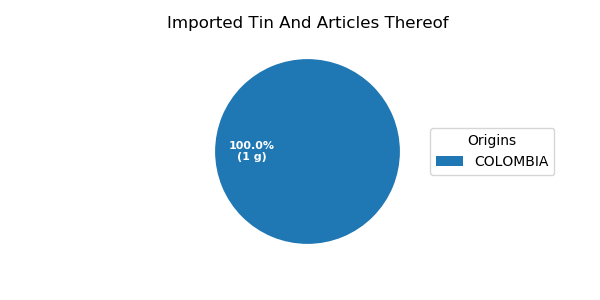 Imported Tin And Articles Thereof
100.0%
(1 g)
Origins
COLOMBIA